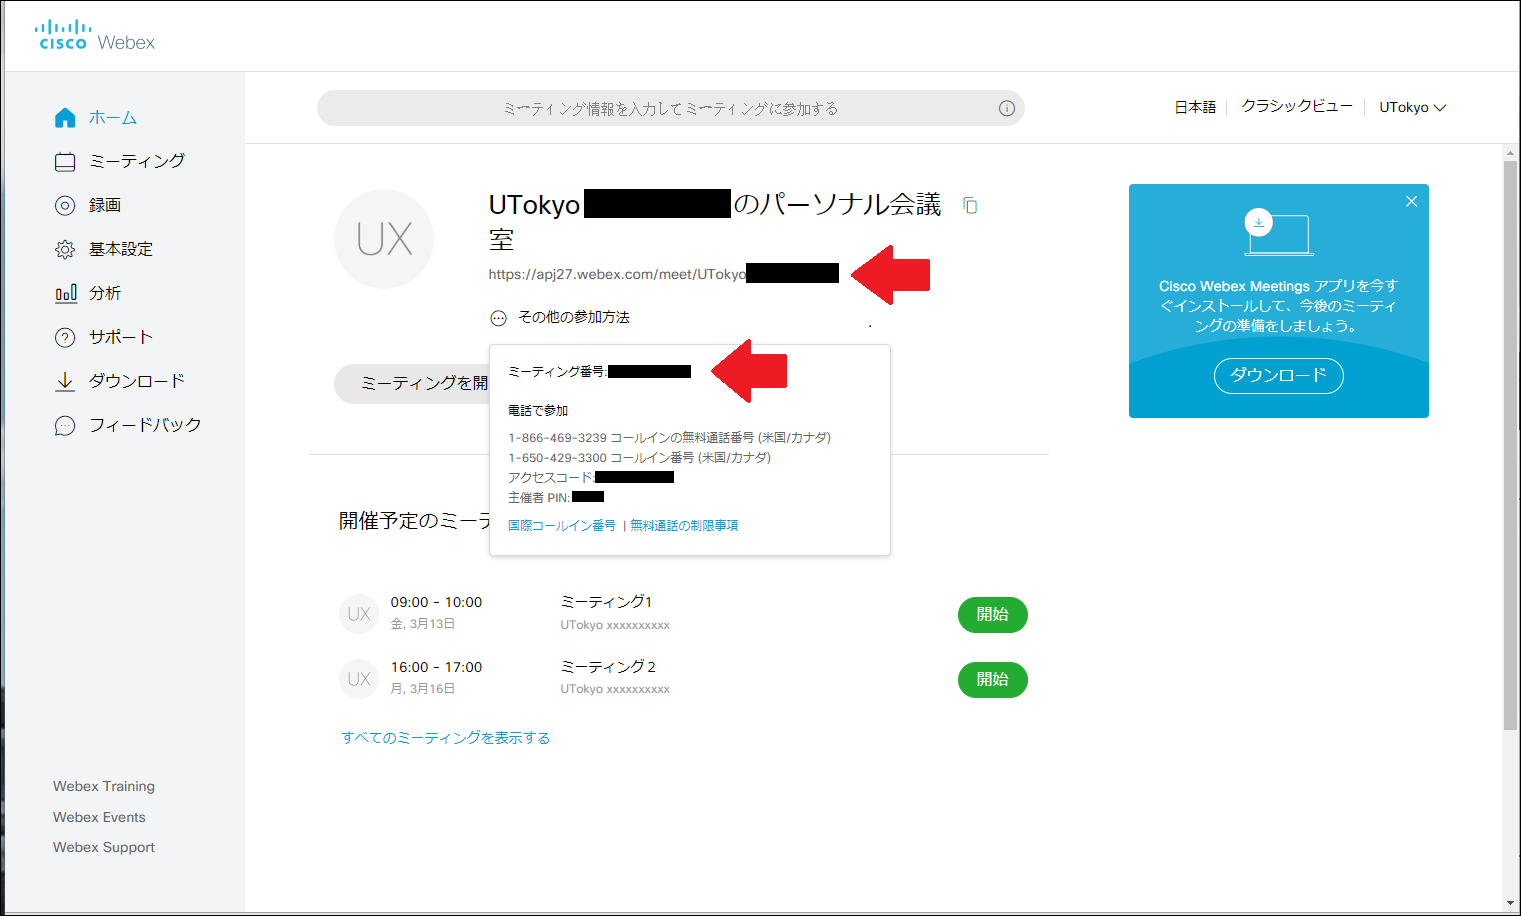 cisco Webex
ホーム
ミーティング
録画
基本設定
分析
サポート
ダウンロード
フィードバック
Webex Training
Webex Events
Webex Support
ミーティング情報を入力してミーティングに参加する
日本語
クラシックビュー
UTokyo
UX
UTokyo のパーソナル会議
室
https://apj27.webex.com/meet/UTokyo
その他の参加方法
ミーティングを開
ミーティング番号:
電話で参加
1-866-469-3239 コールインの無料通話番号 (米国/カナダ)
1-650-429-3300 コールイン番号 (米国/カナダ)
アクセスコード:
主催者 PIN:
国際コールイン番号 | 無料通話の制限事項
開催予定のミーテ
UX
09:00 - 10:00
金, 3月13日
ミーティング1
UTokyo xxxxxxxxxx
開始
UX
16:00 - 17:00
月, 3月16日
ミーティング２
UTokyo xxxxxxxxxx
開始
すべてのミーティングを表示する
Cisco Webex Meetings アプリを今す
ぐインストールして、今後のミーティ
ングの準備をしましょう。
ダウンロード